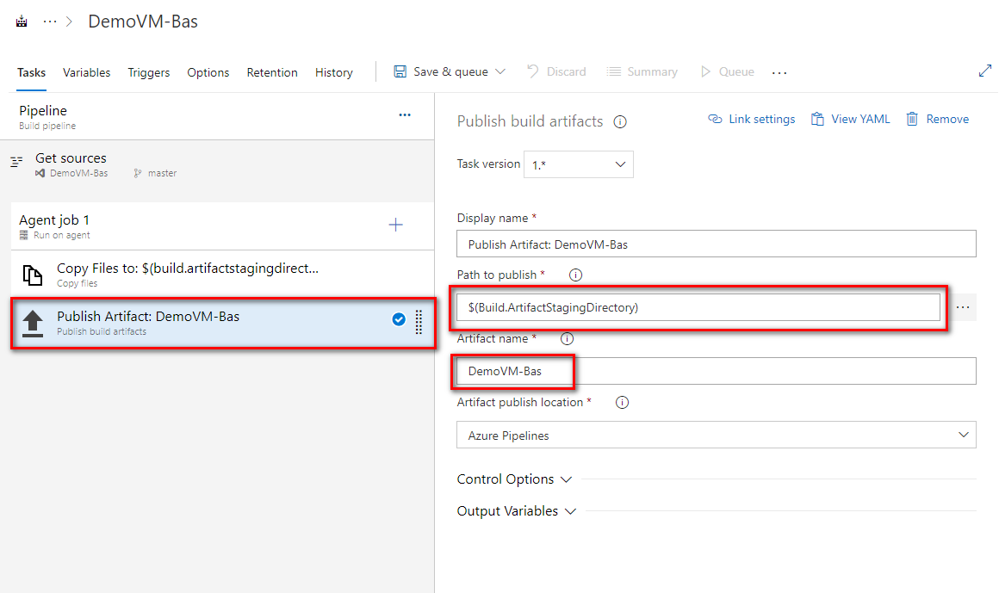 ··· > DemoVM-Bas
Tasks Variables Triggers Options Retention History Save & queue Discard Summary Queue ...
Pipeline ...
Build pipeline
Get sources
DemoVM-Bas master
Agent job 1 +
Run on agent
Copy Files to: $(build.artifactstagingdirect...
Copy files
Publish Artifact: DemoVM-Bas
Publish build artifacts
Publish build artifacts Link settings View YAML Remove
Task version 1.*
Display name *
Publish Artifact: DemoVM-Bas
Path to publish *
$(Build.ArtifactStagingDirectory) ...
Artifact name *
DemoVM-Bas
Artifact publish location *
Azure Pipelines
Control Options
Output Variables